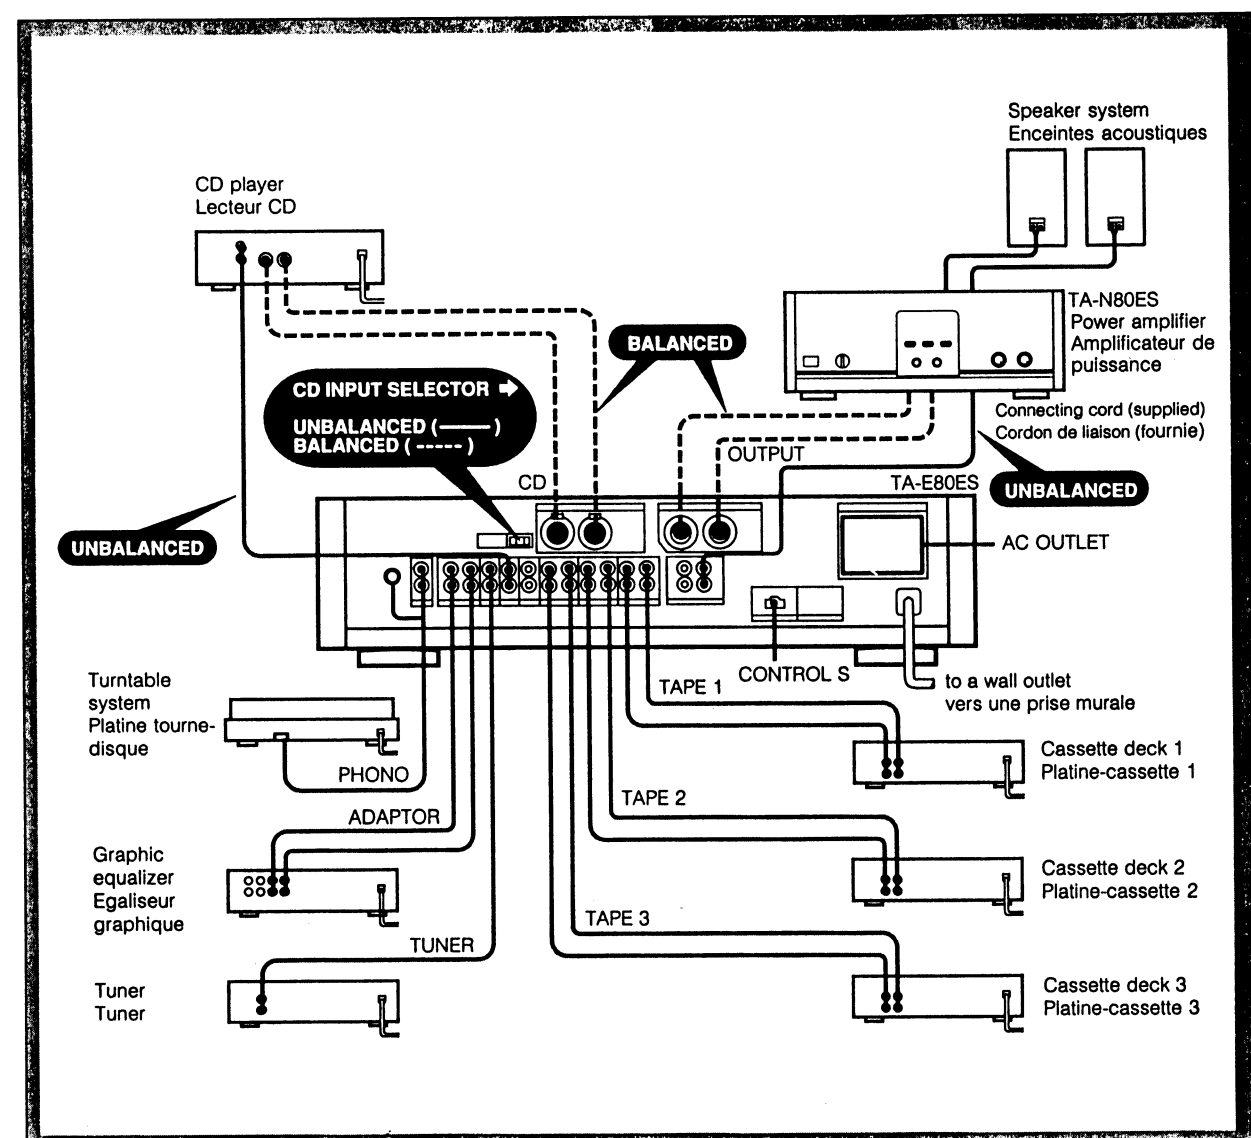 Speaker system
Enceintes acoustiques
CD player
Lecteur CD
TA-N80ES
Power amplifier
Amplificateur de
puissance
BALANCED
CD INPUT SELECTOR ➡
UNBALANCED ( ——— )
BALANCED ( ----- )
Connecting cord (supplied)
Cordon de liaison (fournie)
OUTPUT
CD
TA-E80ES
UNBALANCED
UNBALANCED
AC OUTLET
CONTROL S
to a wall outlet
vers une prise murale
Turntable
system
Platine tourne-
disque
PHONO
TAPE 1
Cassette deck 1
Platine-cassette 1
ADAPTOR
TAPE 2
Graphic
equalizer
Egaliseur
graphique
Cassette deck 2
Platine-cassette 2
TAPE 3
TUNER
Tuner
Tuner
Cassette deck 3
Platine-cassette 3